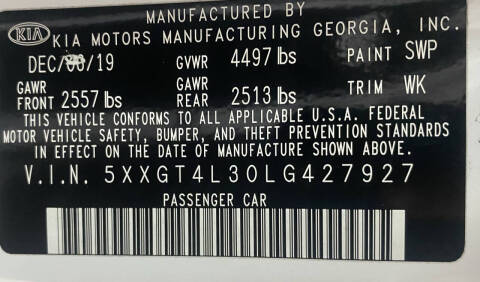 MANUFACTURED BY
KIA KIA MOTORS MANUFACTURING GEORGIA, INC.
DEC/ /19 GVWR 4497 lbs PAINT SWP
GAWR FRONT 2557 lbs GAWR REAR 2513 lbs TRIM WK
THIS VEHICLE CONFORMS TO ALL APPLICABLE U.S.A. FEDERAL
MOTOR VEHICLE SAFETY, BUMPER, AND THEFT PREVENTION STANDARDS
IN EFFECT ON THE DATE OF MANUFACTURE SHOWN ABOVE.
V.I.N. 5XXGT4L30LG427927
PASSENGER CAR